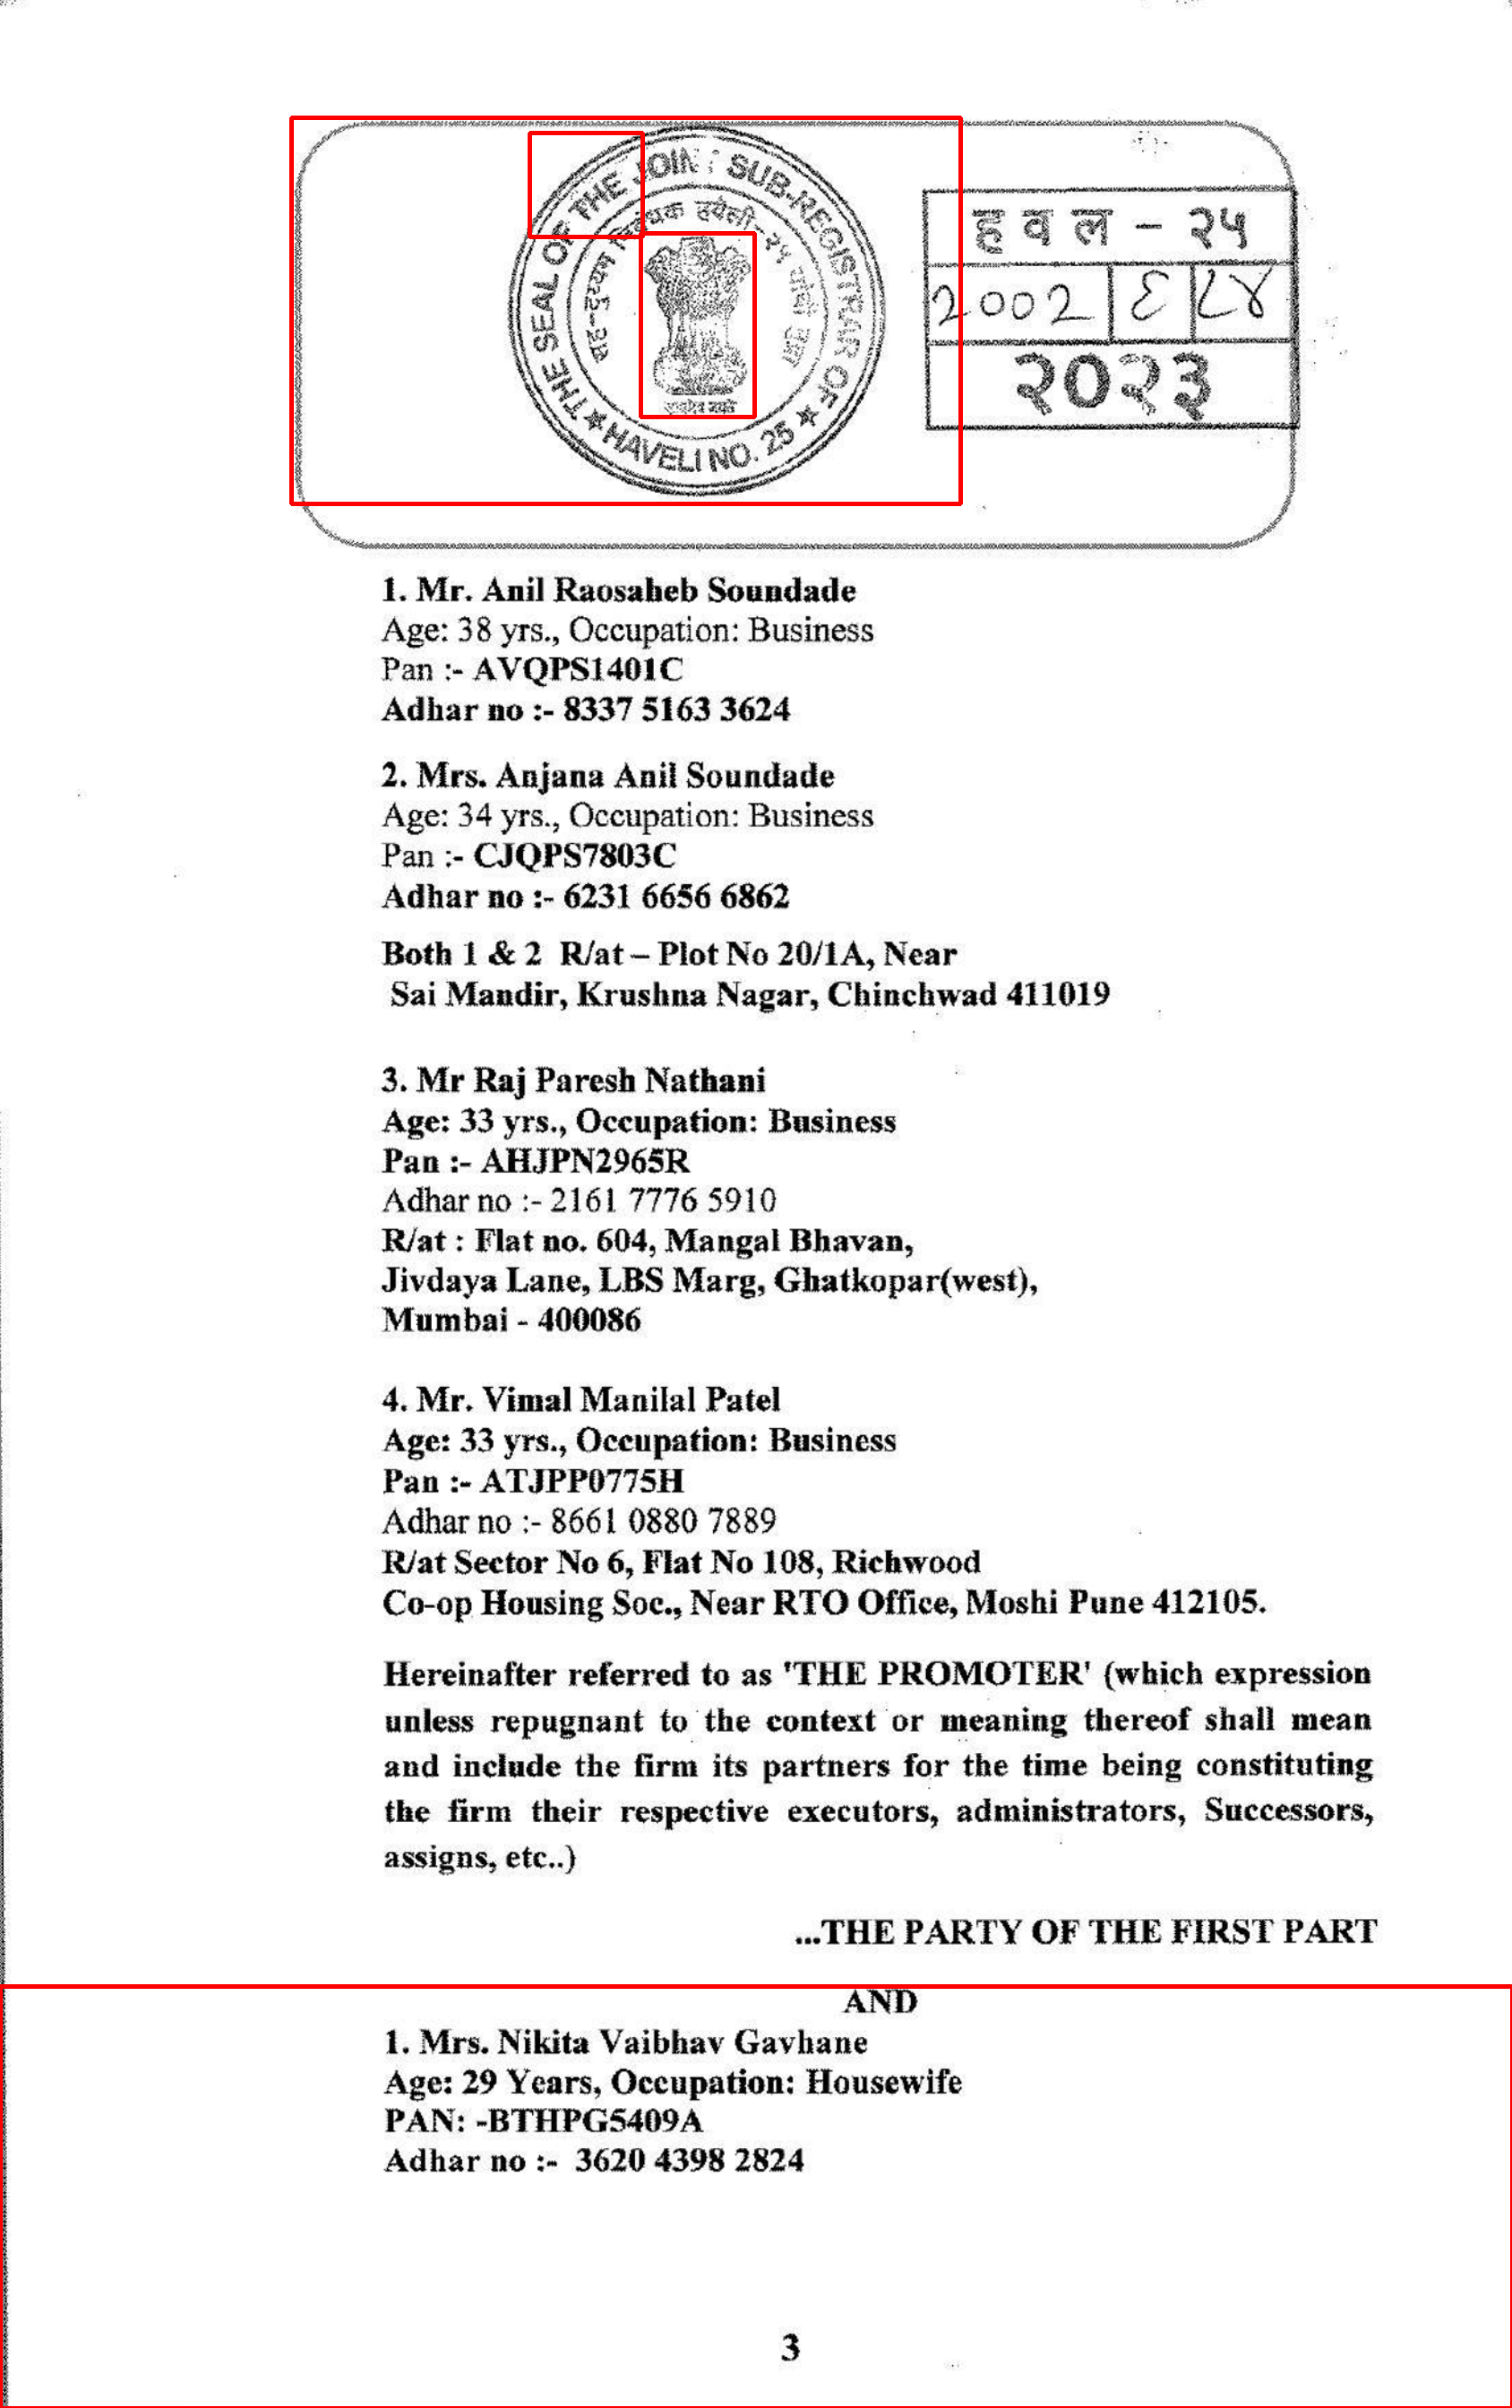 THE SEAL OF THE JOINT SUB-REGISTRAR OF
HAVELI NO. 25
ह व ल - २५
2002 ६ ८४
२०२३
1. Mr. Anil Raosaheb Soundade
Age: 38 yrs., Occupation: Business
Pan :- AVQPS1401C
Adhar no :- 8337 5163 3624
2. Mrs. Anjana Anil Soundade
Age: 34 yrs., Occupation: Business
Pan :- CJQPS7803C
Adhar no :- 6231 6656 6862
Both 1 & 2 R/at – Plot No 20/1A, Near
Sai Mandir, Krushna Nagar, Chinchwad 411019
3. Mr Raj Paresh Nathani
Age: 33 yrs., Occupation: Business
Pan :- AHJPN2965R
Adhar no :- 2161 7776 5910
R/at : Flat no. 604, Mangal Bhavan,
Jivdaya Lane, LBS Marg, Ghatkopar(west),
Mumbai - 400086
4. Mr. Vimal Manilal Patel
Age: 33 yrs., Occupation: Business
Pan :- ATJPP0775H
Adhar no :- 8661 0880 7889
R/at Sector No 6, Flat No 108, Richwood
Co-op Housing Soc., Near RTO Office, Moshi Pune 412105.
Hereinafter referred to as 'THE PROMOTER' (which expression
unless repugnant to the context or meaning thereof shall mean
and include the firm its partners for the time being constituting
the firm their respective executors, administrators, Successors,
assigns, etc..)
...THE PARTY OF THE FIRST PART
AND
1. Mrs. Nikita Vaibhav Gavhane
Age: 29 Years, Occupation: Housewife
PAN: -BTHPG5409A
Adhar no :- 3620 4398 2824
3